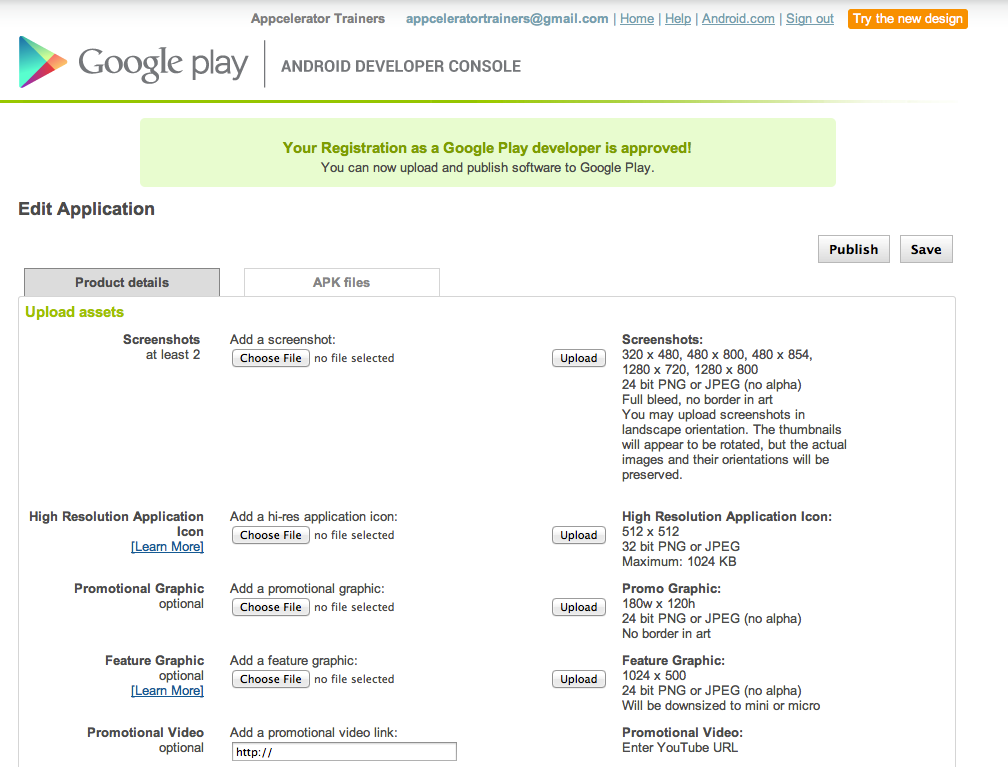 Appcelerator Trainers appceleratortrainers@gmail.com | Home | Help | Android.com | Sign out Try the new design
Google play ANDROID DEVELOPER CONSOLE
Your Registration as a Google Play developer is approved!
You can now upload and publish software to Google Play.
Edit Application
Publish Save
Product details APK files
Upload assets
Screenshots
at least 2
Add a screenshot:
Choose File no file selected
Upload
Screenshots:
320 x 480, 480 x 800, 480 x 854,
1280 x 720, 1280 x 800
24 bit PNG or JPEG (no alpha)
Full bleed, no border in art
You may upload screenshots in
landscape orientation. The thumbnails
will appear to be rotated, but the actual
images and their orientations will be
preserved.
High Resolution Application
Icon
[Learn More]
Add a hi-res application icon:
Choose File no file selected
Upload
High Resolution Application Icon:
512 x 512
32 bit PNG or JPEG
Maximum: 1024 KB
Promotional Graphic
optional
Add a promotional graphic:
Choose File no file selected
Upload
Promo Graphic:
180w x 120h
24 bit PNG or JPEG (no alpha)
No border in art
Feature Graphic
optional
[Learn More]
Add a feature graphic:
Choose File no file selected
Upload
Feature Graphic:
1024 x 500
24 bit PNG or JPEG (no alpha)
Will be downsized to mini or micro
Promotional Video
optional
Add a promotional video link:
http://
Promotional Video:
Enter YouTube URL